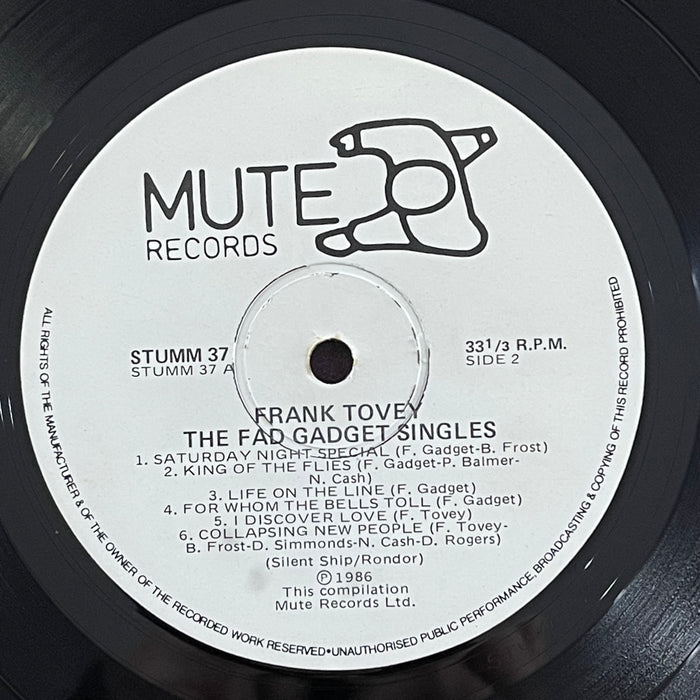 MUTE
RECORDS
STUMM 37
STUMM 37 A
33 1/3 R.P.M.
SIDE 2
FRANK TOVEY
THE FAD GADGET SINGLES
1. SATURDAY NIGHT SPECIAL (F. Gadget-B. Frost)
2. KING OF THE FLIES (F. Gadget-P. Balmer-
N. Cash)
3. LIFE ON THE LINE (F. Gadget)
4. FOR WHOM THE BELLS TOLL (F. Gadget)
5. I DISCOVER LOVE (F. Tovey)
6. COLLAPSING NEW PEOPLE (F. Tovey-
B. Frost-D. Simmonds-N. Cash-D. Rogers)
(Silent Ship/Rondor)
Ⓟ 1986
This compilation
Mute Records Ltd.
ALL RIGHTS OF THE MANUFACTURER & OF THE OWNER OF THE RECORDED WORK RESERVED•UNAUTHORISED PUBLIC PERFORMANCE, BROADCASTING & COPYING OF THIS RECORD PROHIBITED